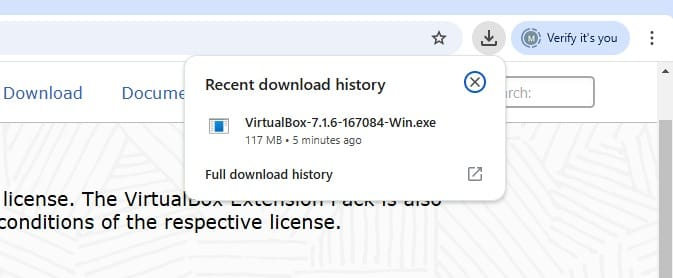 M Verify it's you
Download Docume
rch:
Recent download history
VirtualBox-7.1.6-167084-Win.exe
117 MB • 5 minutes ago
Full download history
license. The VirtualBox Extension Pack is also
conditions of the respective license.